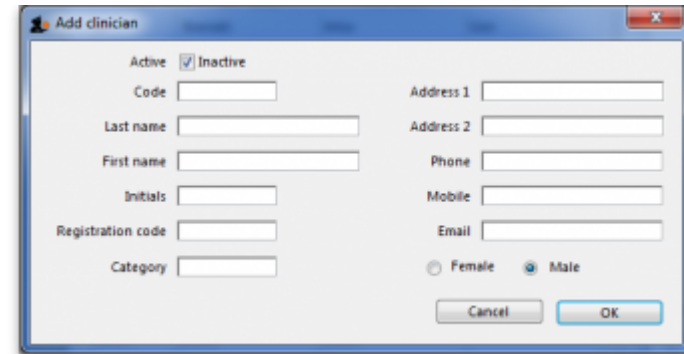 Add clinician
Active Inactive
Code Address 1
Last name Address 2
First name Phone
Initials Mobile
Registration code Email
Category Female Male
Cancel OK